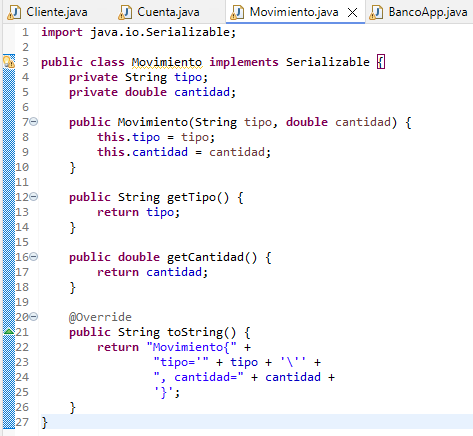 Cliente.java Cuenta.java Movimiento.java BancoApp.java
1 import java.io.Serializable;
2
3 public class Movimiento implements Serializable {
4     private String tipo;
5     private double cantidad;
6
7     public Movimiento(String tipo, double cantidad) {
8         this.tipo = tipo;
9         this.cantidad = cantidad;
10     }
11
12     public String getTipo() {
13         return tipo;
14     }
15
16     public double getCantidad() {
17         return cantidad;
18     }
19
20     @Override
21     public String toString() {
22         return "Movimiento{" +
23                 "tipo='" + tipo + '\'' +
24                 ", cantidad=" + cantidad +
25                 '}';
26     }
27 }